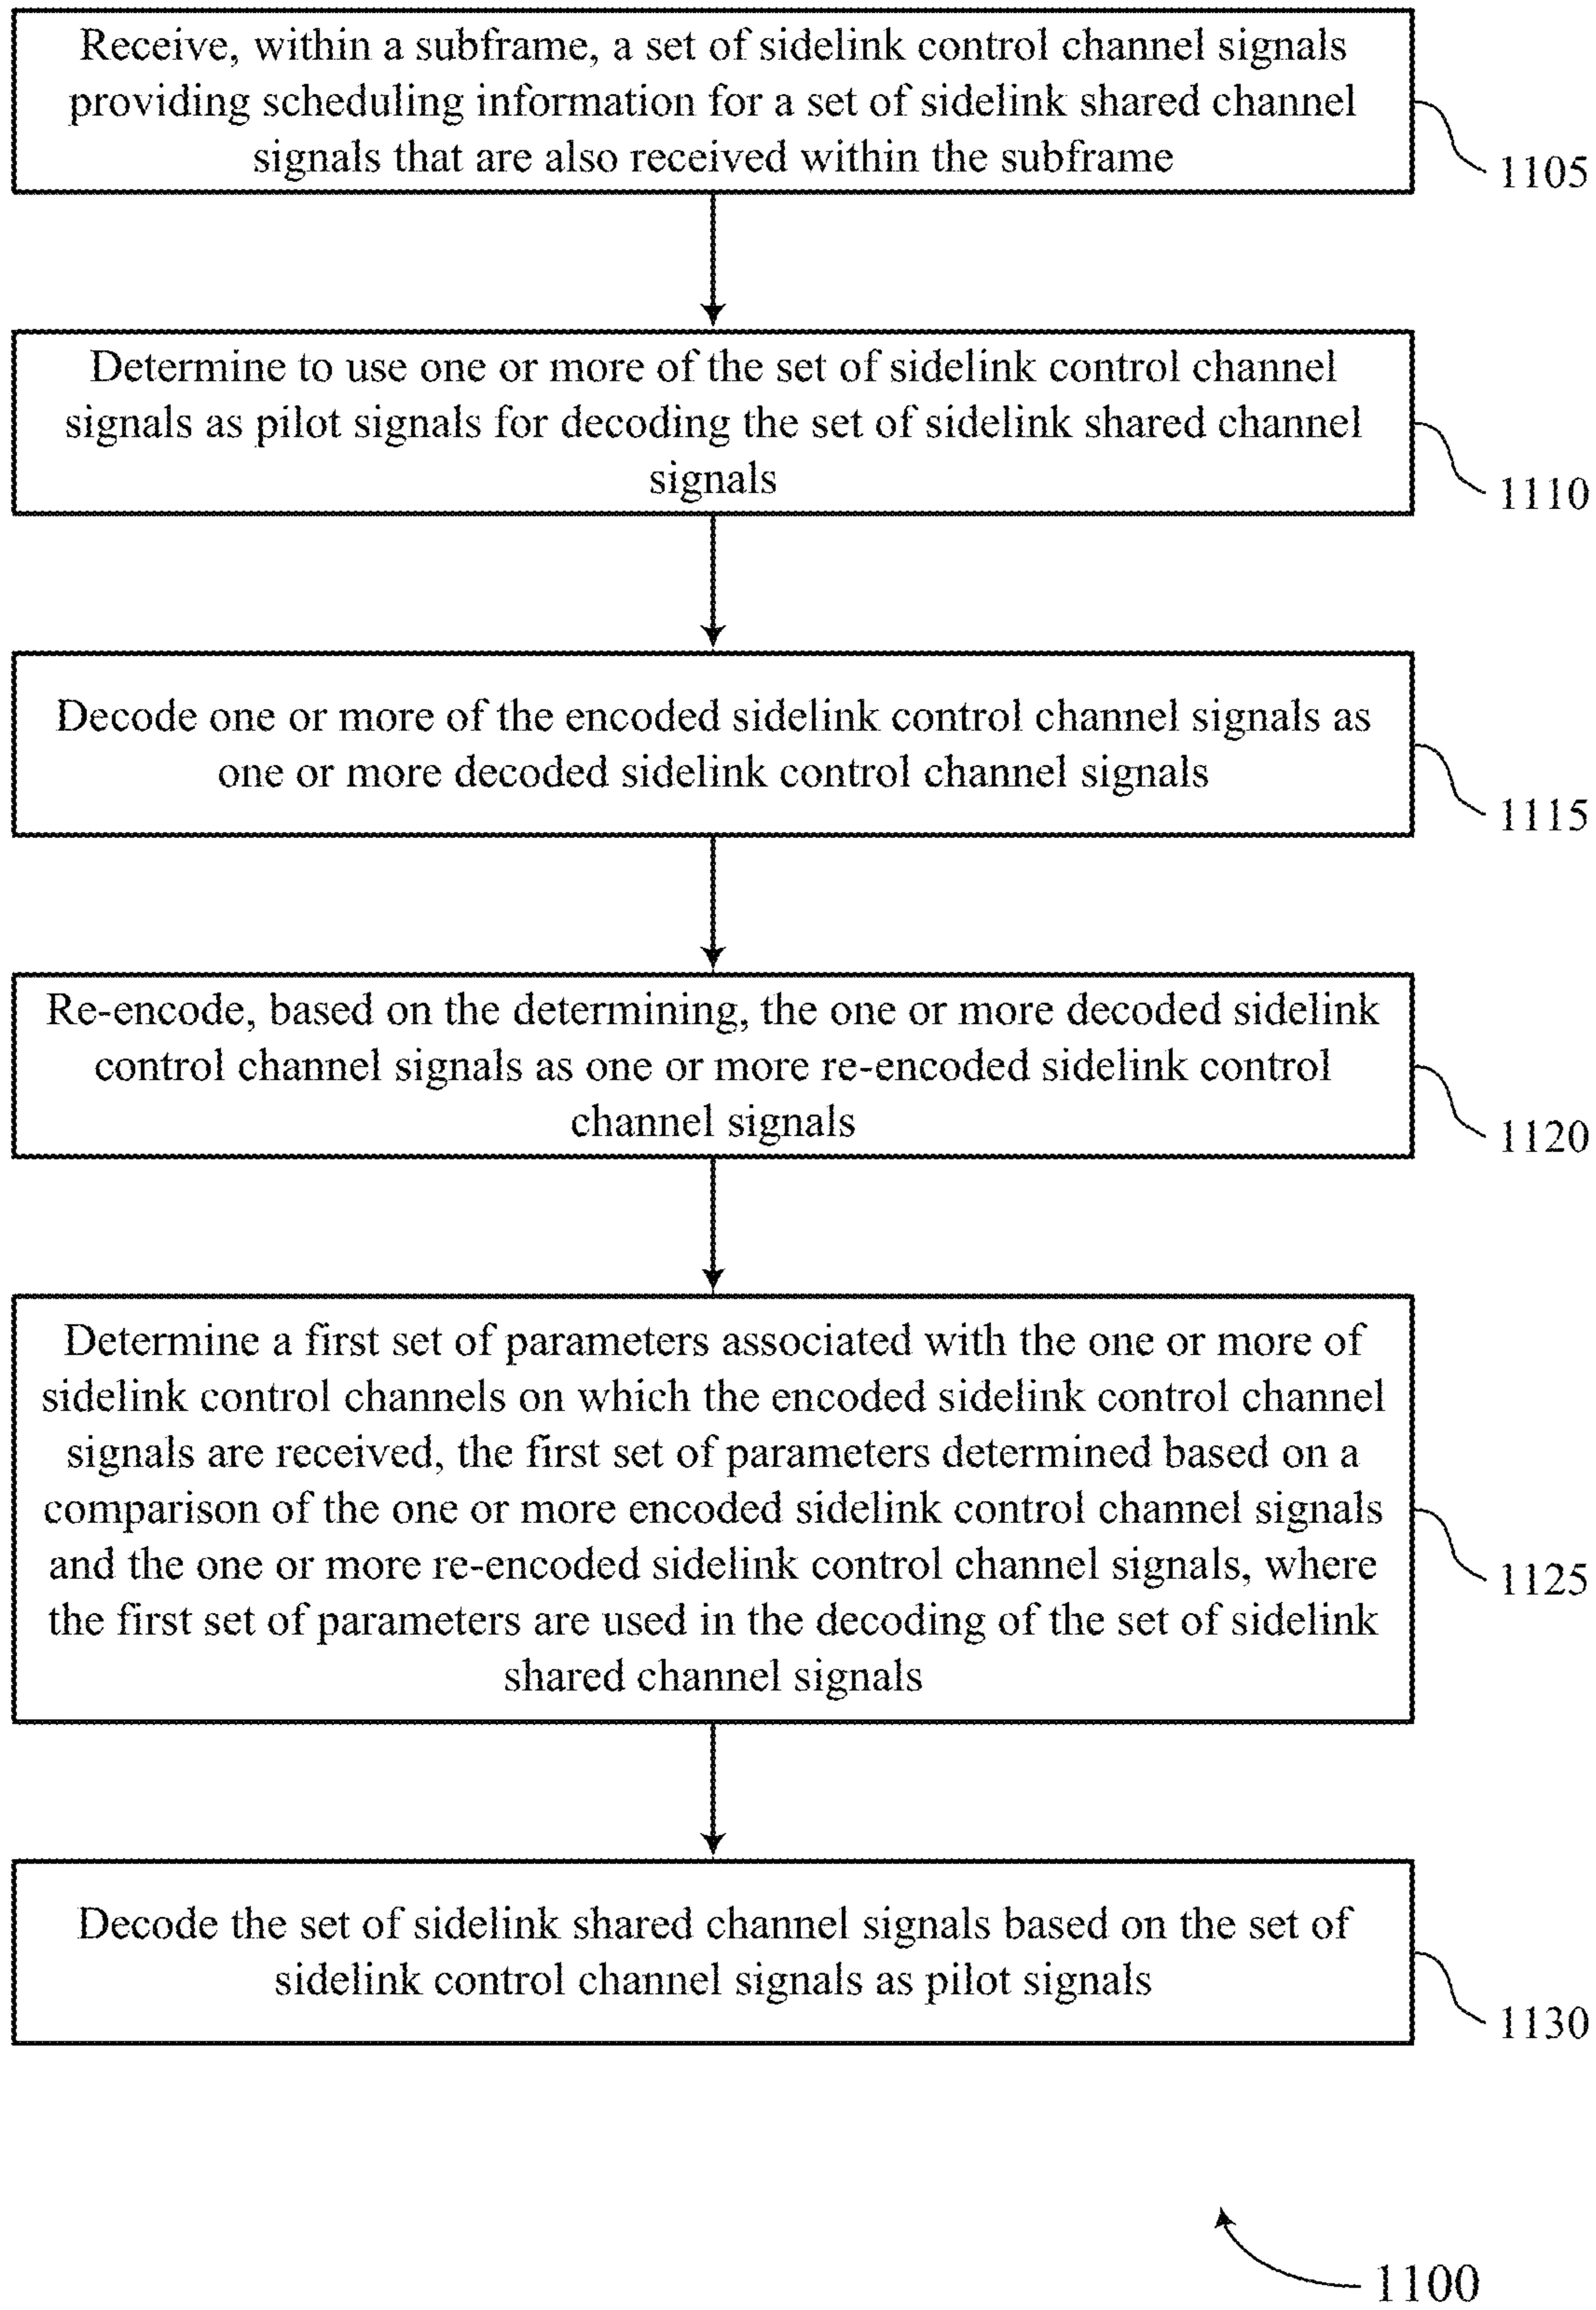 Receive, within a subframe, a set of sidelink control channel signals
providing scheduling information for a set of sidelink shared channel
signals that are also received within the subframe
1105
Determine to use one or more of the set of sidelink control channel
signals as pilot signals for decoding the set of sidelink shared channel
signals
1110
Decode one or more of the encoded sidelink control channel signals as
one or more decoded sidelink control channel signals
1115
Re-encode, based on the determining, the one or more decoded sidelink
control channel signals as one or more re-encoded sidelink control
channel signals
1120
Determine a first set of parameters associated with the one or more of
sidelink control channels on which the encoded sidelink control channel
signals are received, the first set of parameters determined based on a
comparison of the one or more encoded sidelink control channel signals
and the one or more re-encoded sidelink control channel signals, where
the first set of parameters are used in the decoding of the set of sidelink
shared channel signals
1125
Decode the set of sidelink shared channel signals based on the set of
sidelink control channel signals as pilot signals
1130
1100